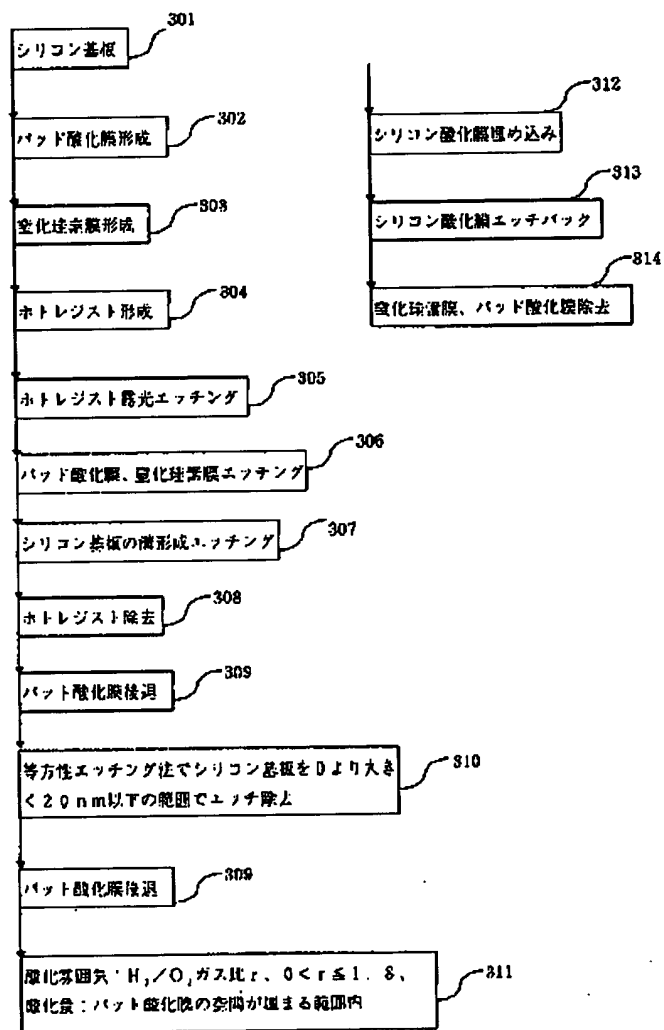 301
シリコン基板
302
パッド酸化膜形成
303
窒化珪素膜形成
304
ホトレジスト形成
305
ホトレジスト露光エッチング
306
パッド酸化膜、窒化珪素膜エッチング
307
シリコン基板の溝形成エッチング
308
ホトレジスト除去
309
パット酸化膜後退
310
等方性エッチング法でシリコン基板を0より大き
く20nm以下の範囲でエッチ除去
309
パット酸化膜後退
311
酸化雰囲気:H₂/O₂ガス比r、0<r≦1.8、
酸化量:パット酸化膜の空間が埋まる範囲内
312
シリコン酸化膜埋め込み
313
シリコン酸化膜エッチバック
314
窒化珪素膜、パッド酸化膜除去